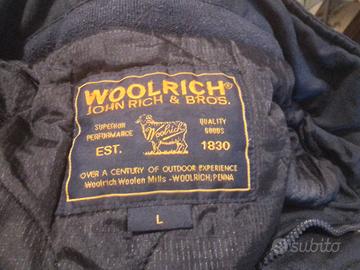 WOOLRICH®
JOHN RICH & BROS.
SUPERIOR PERFORMANCE
QUALITY GOODS
Woolrich
EST. 1830
OVER A CENTURY OF OUTDOOR EXPERIENCE
Woolrich Woolen Mills -WOOLRICH, PENNA
L
subito